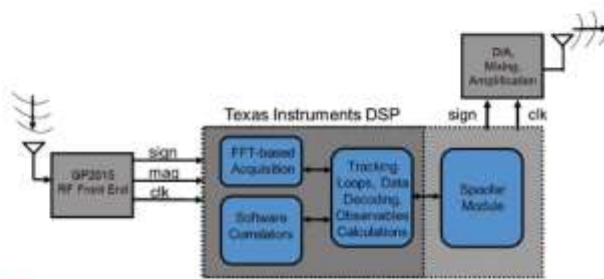 D/A,
Mixing,
Amplification
sign clk
Texas Instruments DSP
GP2015
RF Front End
sign
mag
clk
FFT-based
Acquisition
Software
Correlators
Tracking
Loops, Data
Decoding,
Observables
Calculations
Spoofer
Module